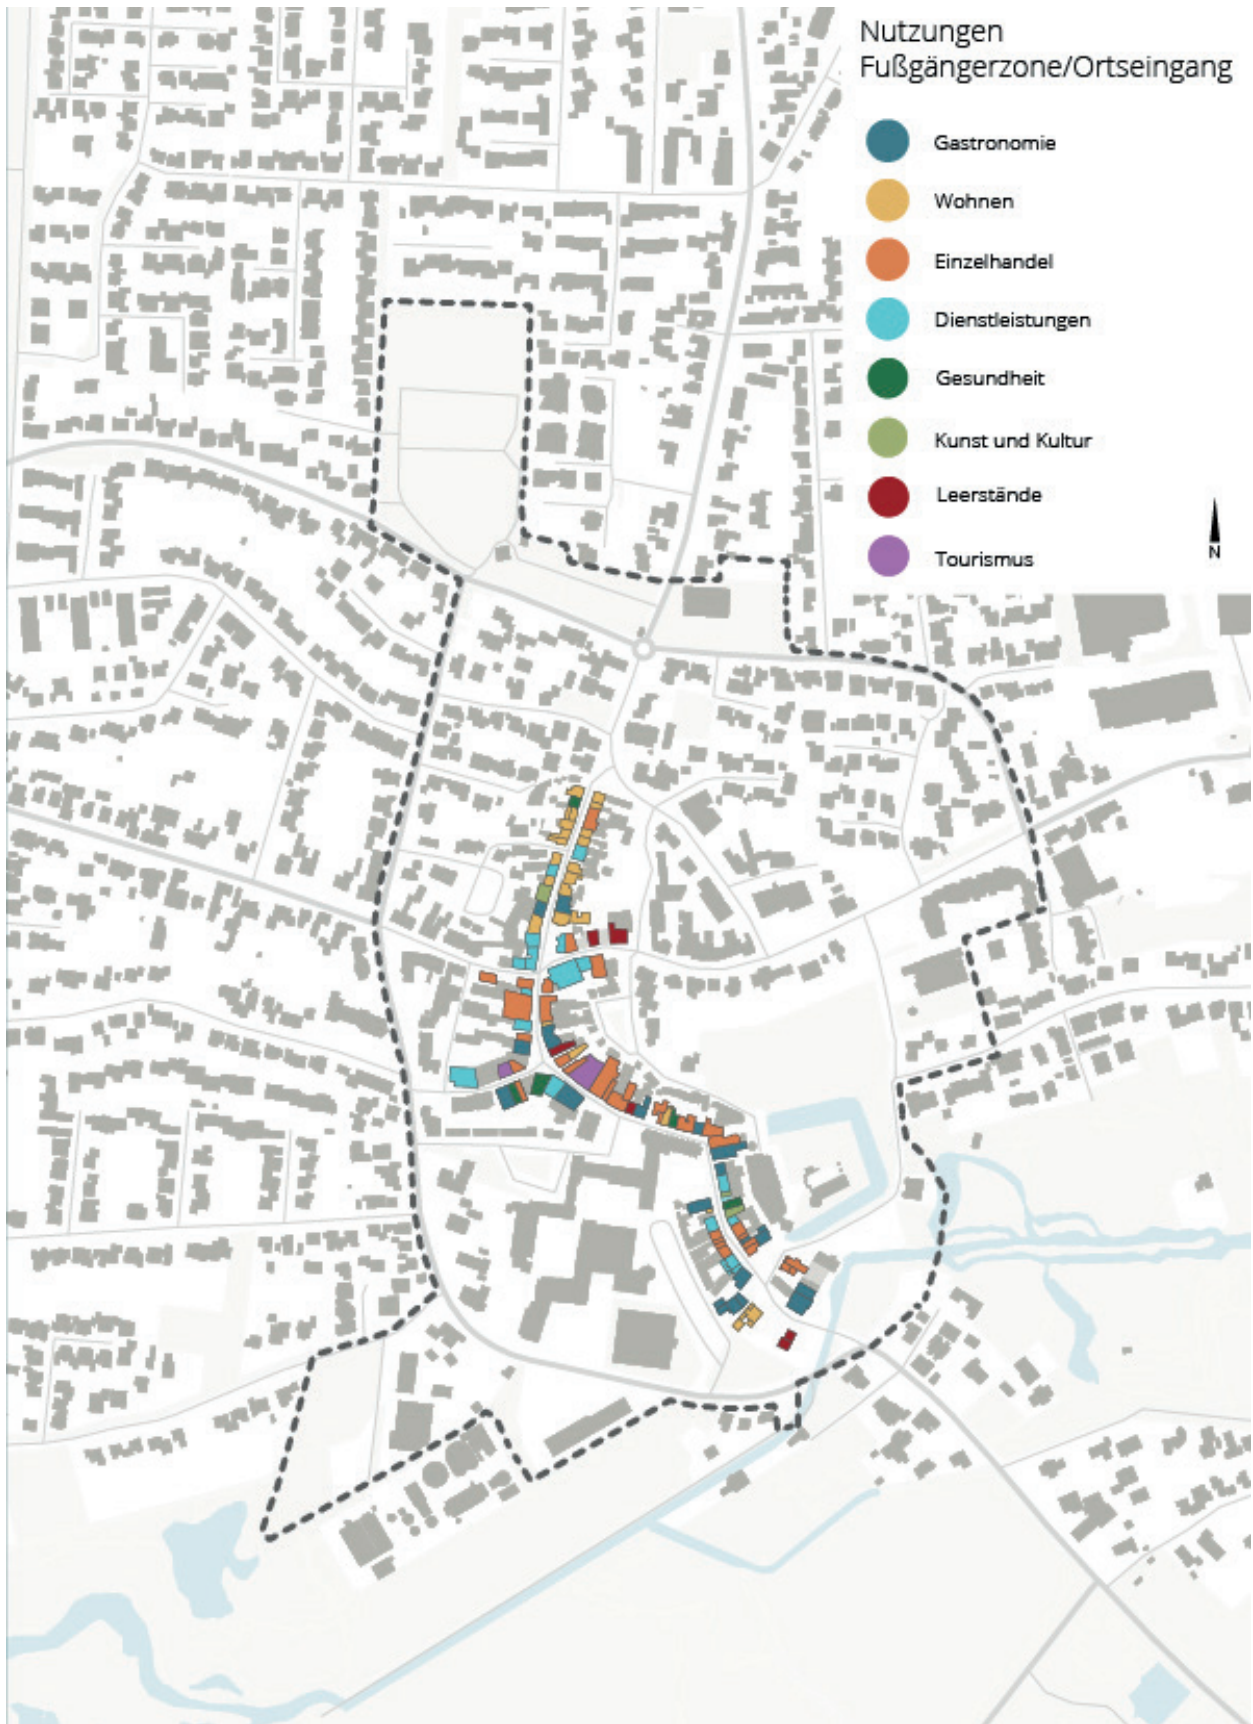 Nutzungen
Fußgängerzone/Ortseingang
Gastronomie
Wohnen
Einzelhandel
Dienstleistungen
Gesundheit
Kunst und Kultur
Leerstände
Tourismus
N